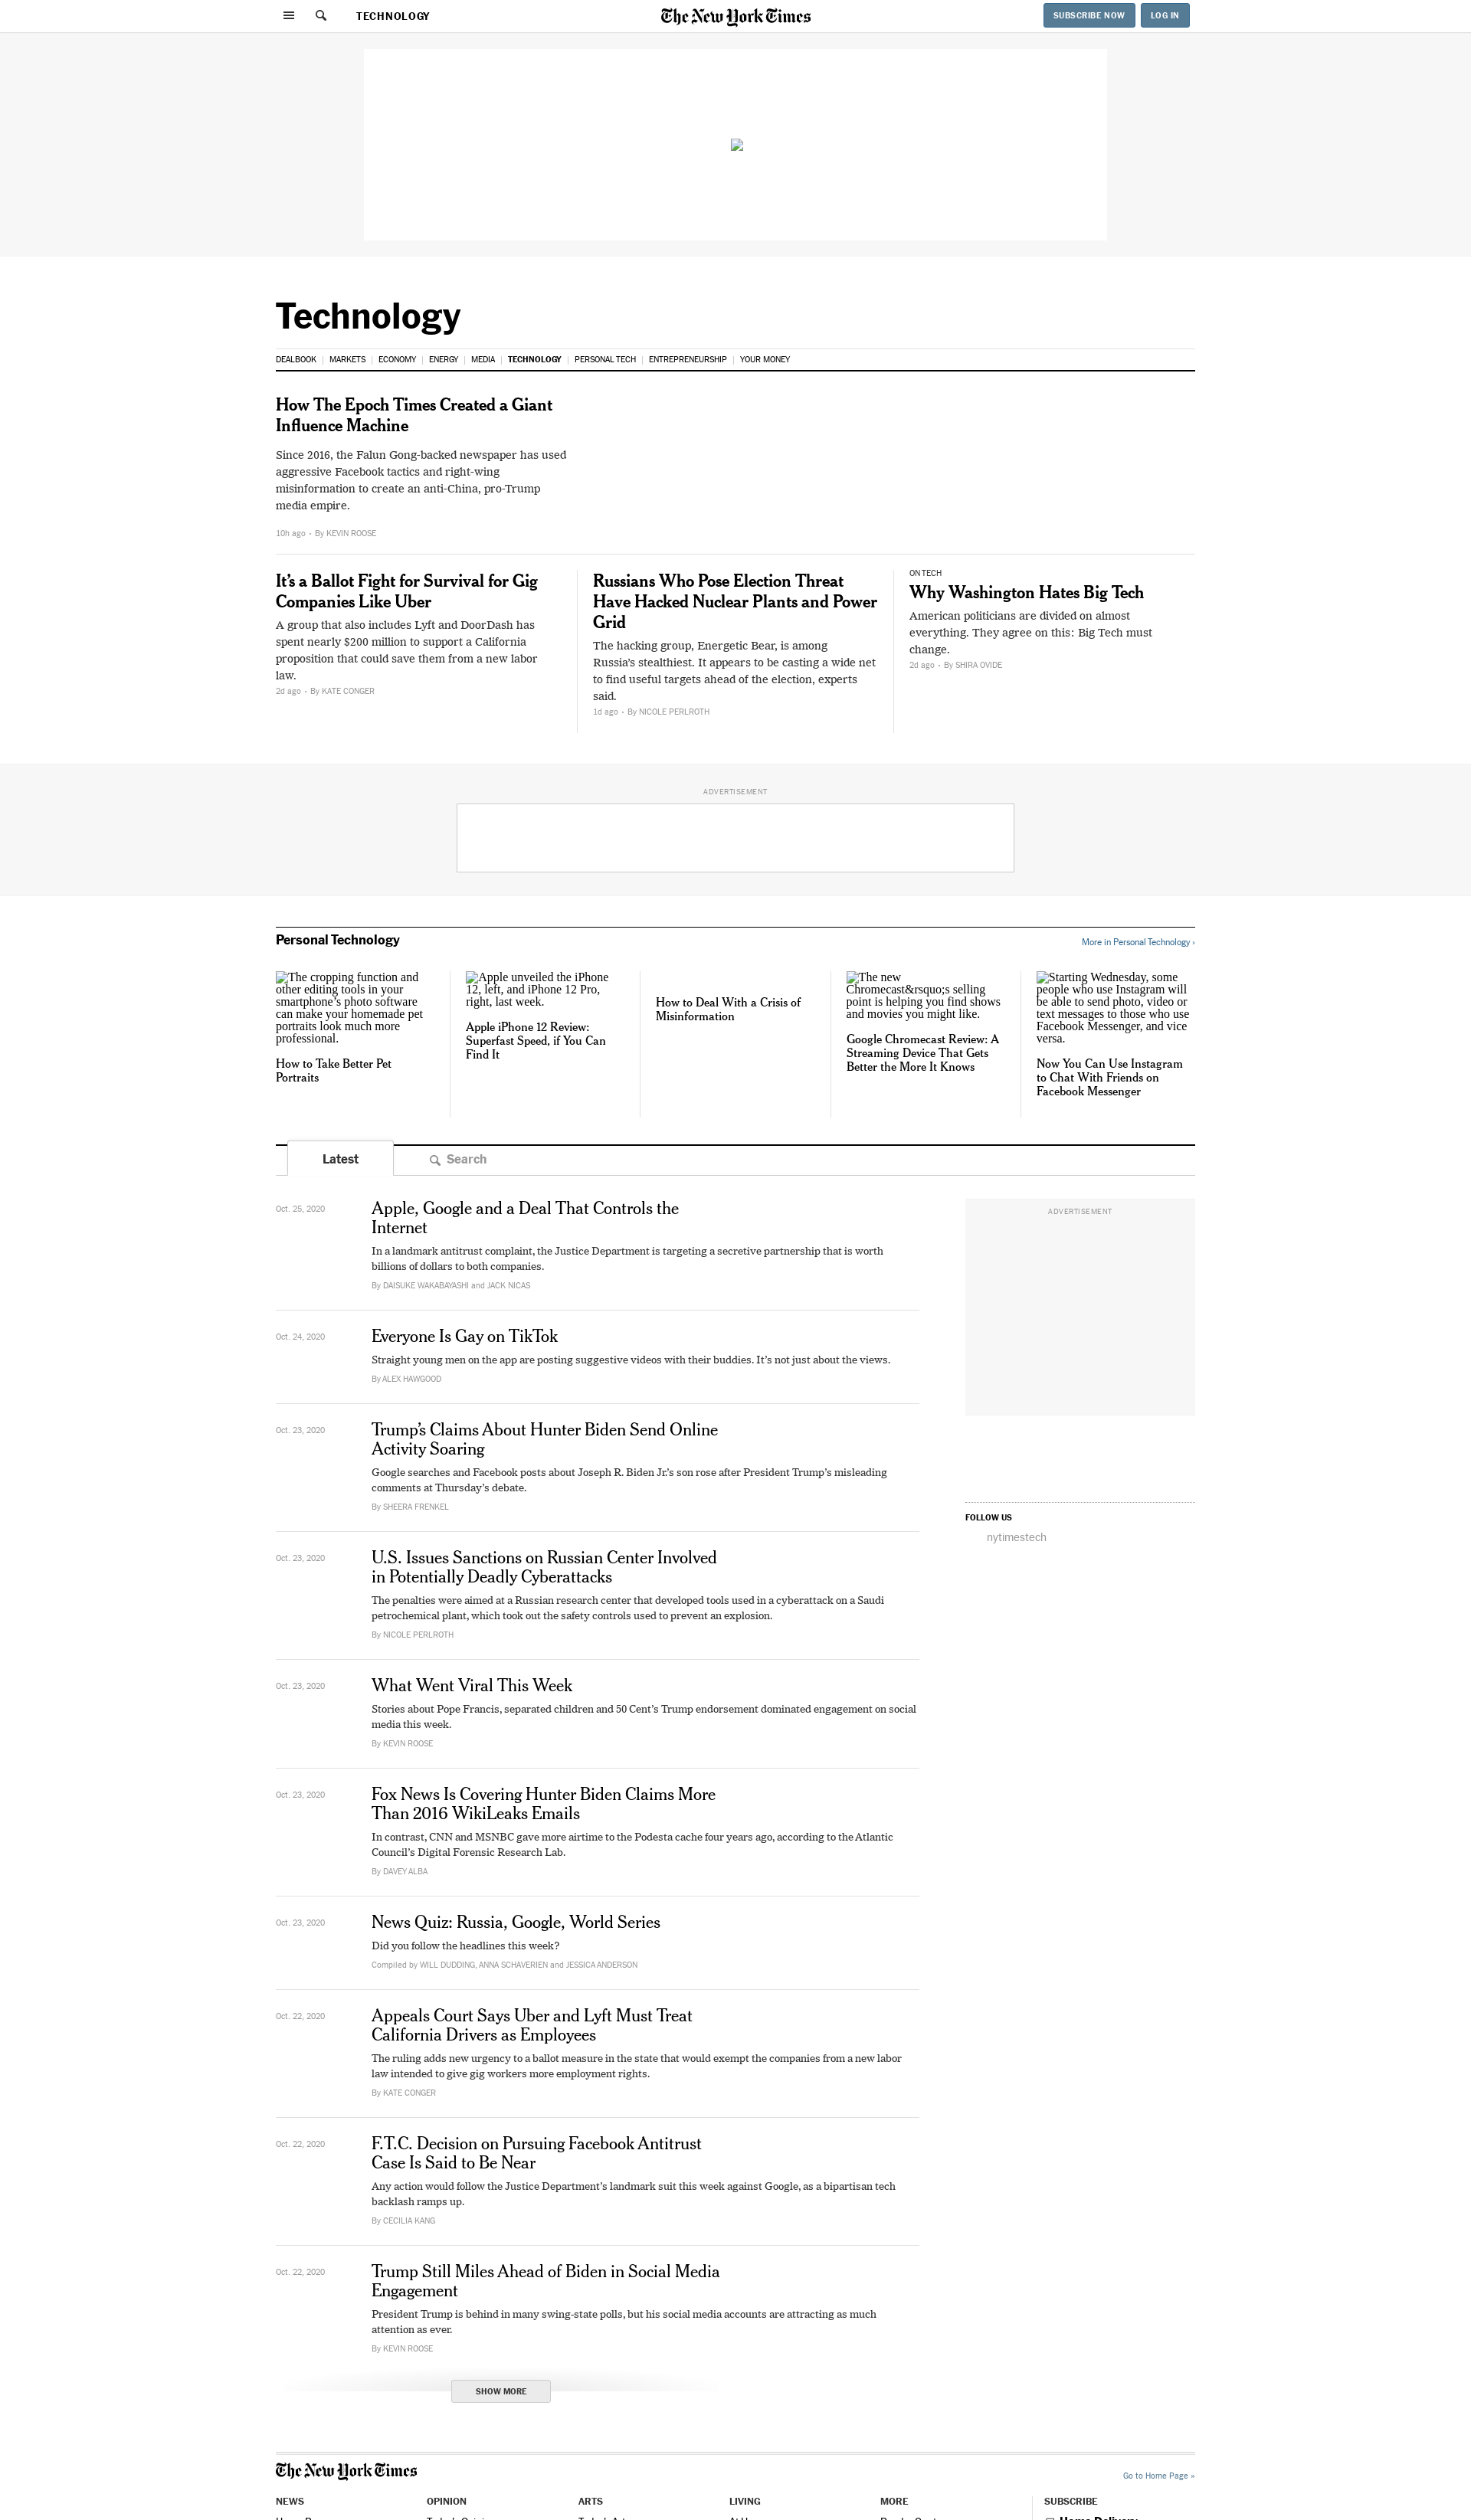 TECHNOLOGY
The New York Times
SUBSCRIBE NOW
LOG IN
Technology
DEALBOOK MARKETS ECONOMY ENERGY MEDIA TECHNOLOGY PERSONAL TECH ENTREPRENEURSHIP YOUR MONEY
How The Epoch Times Created a Giant
Influence Machine
Since 2016, the Falun Gong-backed newspaper has used
aggressive Facebook tactics and right-wing
misinformation to create an anti-China, pro-Trump
media empire.
10h ago • By KEVIN ROOSE
It’s a Ballot Fight for Survival for Gig
Companies Like Uber
A group that also includes Lyft and DoorDash has
spent nearly $200 million to support a California
proposition that could save them from a new labor
law.
2d ago • By KATE CONGER
Russians Who Pose Election Threat
Have Hacked Nuclear Plants and Power
Grid
The hacking group, Energetic Bear, is among
Russia’s stealthiest. It appears to be casting a wide net
to find useful targets ahead of the election, experts
said.
1d ago • By NICOLE PERLROTH
ON TECH
Why Washington Hates Big Tech
American politicians are divided on almost
everything. They agree on this: Big Tech must
change.
2d ago • By SHIRA OVIDE
ADVERTISEMENT
Personal Technology
More in Personal Technology ›
The cropping function and
other editing tools in your
smartphone’s photo software
can make your homemade pet
portraits look much more
professional.
How to Take Better Pet
Portraits
Apple unveiled the iPhone
12, left, and iPhone 12 Pro,
right, last week.
Apple iPhone 12 Review:
Superfast Speed, if You Can
Find It
How to Deal With a Crisis of
Misinformation
The new
Chromecast&rsquo;s selling
point is helping you find shows
and movies you might like.
Google Chromecast Review: A
Streaming Device That Gets
Better the More It Knows
Starting Wednesday, some
people who use Instagram will
be able to send photo, video or
text messages to those who use
Facebook Messenger, and vice
versa.
Now You Can Use Instagram
to Chat With Friends on
Facebook Messenger
Latest
Search
Oct. 25, 2020
Apple, Google and a Deal That Controls the
Internet
In a landmark antitrust complaint, the Justice Department is targeting a secretive partnership that is worth
billions of dollars to both companies.
By DAISUKE WAKABAYASHI and JACK NICAS
ADVERTISEMENT
Oct. 24, 2020
Everyone Is Gay on TikTok
Straight young men on the app are posting suggestive videos with their buddies. It’s not just about the views.
By ALEX HAWGOOD
Oct. 23, 2020
Trump’s Claims About Hunter Biden Send Online
Activity Soaring
Google searches and Facebook posts about Joseph R. Biden Jr.’s son rose after President Trump’s misleading
comments at Thursday’s debate.
By SHEERA FRENKEL
FOLLOW US
nytimestech
Oct. 23, 2020
U.S. Issues Sanctions on Russian Center Involved
in Potentially Deadly Cyberattacks
The penalties were aimed at a Russian research center that developed tools used in a cyberattack on a Saudi
petrochemical plant, which took out the safety controls used to prevent an explosion.
By NICOLE PERLROTH
Oct. 23, 2020
What Went Viral This Week
Stories about Pope Francis, separated children and 50 Cent’s Trump endorsement dominated engagement on social
media this week.
By KEVIN ROOSE
Oct. 23, 2020
Fox News Is Covering Hunter Biden Claims More
Than 2016 WikiLeaks Emails
In contrast, CNN and MSNBC gave more airtime to the Podesta cache four years ago, according to the Atlantic
Council’s Digital Forensic Research Lab.
By DAVEY ALBA
Oct. 23, 2020
News Quiz: Russia, Google, World Series
Did you follow the headlines this week?
Compiled by WILL DUDDING, ANNA SCHAVERIEN and JESSICA ANDERSON
Oct. 22, 2020
Appeals Court Says Uber and Lyft Must Treat
California Drivers as Employees
The ruling adds new urgency to a ballot measure in the state that would exempt the companies from a new labor
law intended to give gig workers more employment rights.
By KATE CONGER
Oct. 22, 2020
F.T.C. Decision on Pursuing Facebook Antitrust
Case Is Said to Be Near
Any action would follow the Justice Department’s landmark suit this week against Google, as a bipartisan tech
backlash ramps up.
By CECILIA KANG
Oct. 22, 2020
Trump Still Miles Ahead of Biden in Social Media
Engagement
President Trump is behind in many swing-state polls, but his social media accounts are attracting as much
attention as ever.
By KEVIN ROOSE
SHOW MORE
The New York Times
Go to Home Page »
NEWS OPINION ARTS LIVING MORE SUBSCRIBE